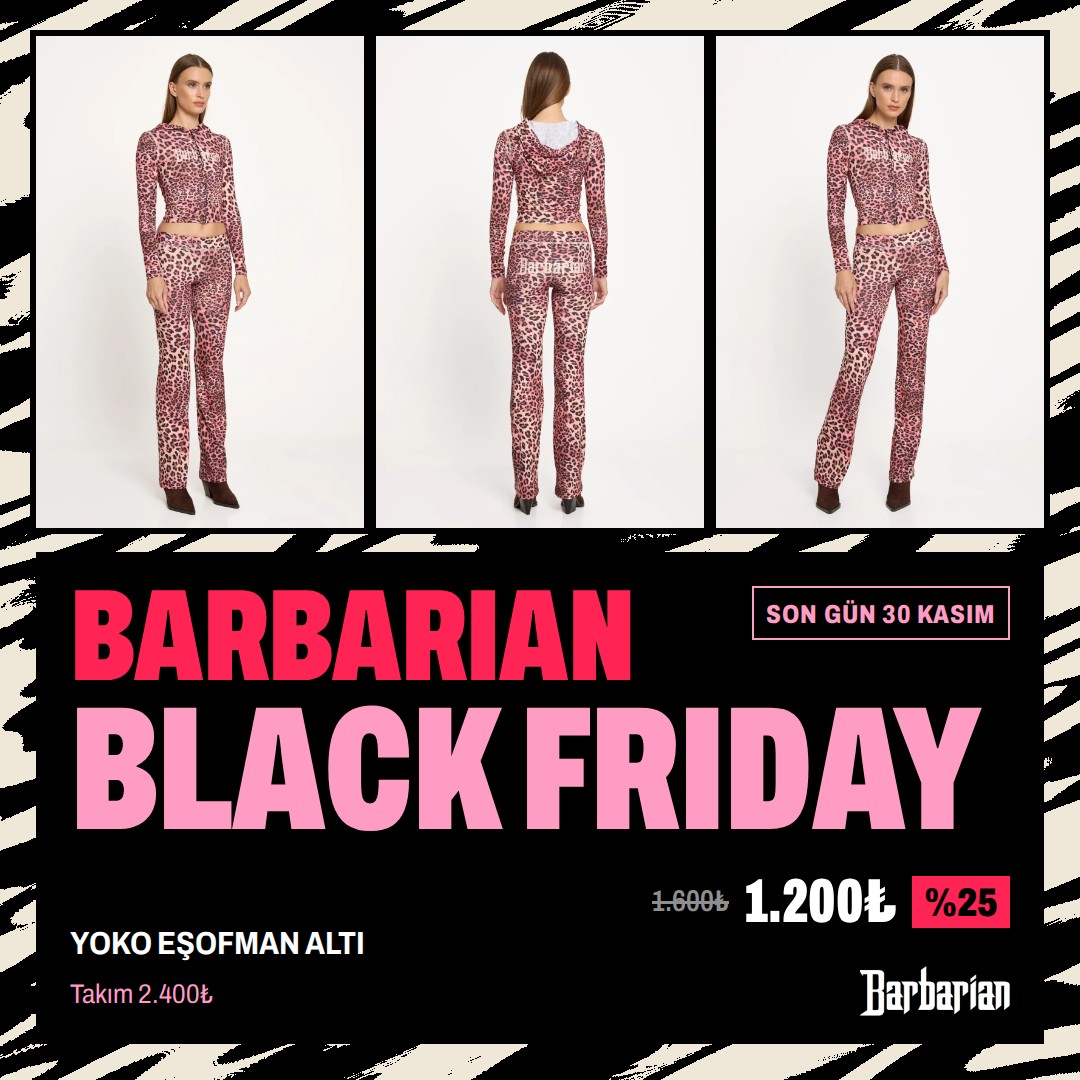 Barbarian
Barbarian
Barbarian
BARBARIAN
SON GÜN 30 KASIM
BLACK FRIDAY
1.600₺ 1.200₺ %25
YOKO EŞOFMAN ALTI
Takım 2.400₺
Barbarian